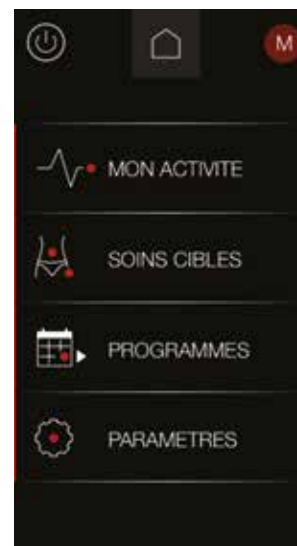 M
MON ACTIVITE
SOINS CIBLES
PROGRAMMES
PARAMETRES